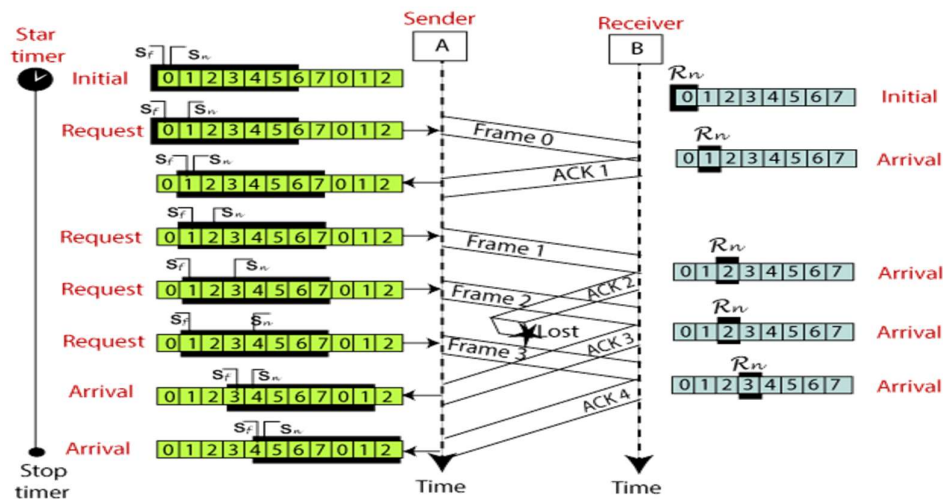 Sender
Receiver
Star
timer
A
B
Sf Sn
Rn
Initial
0 1 2 3 4 5 6 7 0 1 2
0 1 2 3 4 5 6 7
Initial
Sf Sn
Request
0 1 2 3 4 5 6 7 0 1 2
Frame 0
Rn
0 1 2 3 4 5 6 7
Arrival
Sf Sn
0 1 2 3 4 5 6 7 0 1 2
ACK 1
Sf Sn
Request
0 1 2 3 4 5 6 7 0 1 2
Frame 1
Rn
0 1 2 3 4 5 6 7
Arrival
Sf Sn
Request
0 1 2 3 4 5 6 7 0 1 2
ACK 2
Frame 2
Rn
0 1 2 3 4 5 6 7
Arrival
Sf Sn
Request
0 1 2 3 4 5 6 7 0 1 2
Lost
Frame 3
ACK 3
Rn
0 1 2 3 4 5 6 7
Arrival
Sf Sn
Arrival
0 1 2 3 4 5 6 7 0 1 2
ACK 4
Sf Sn
Arrival
0 1 2 3 4 5 6 7 0 1 2
Stop
timer
Time
Time